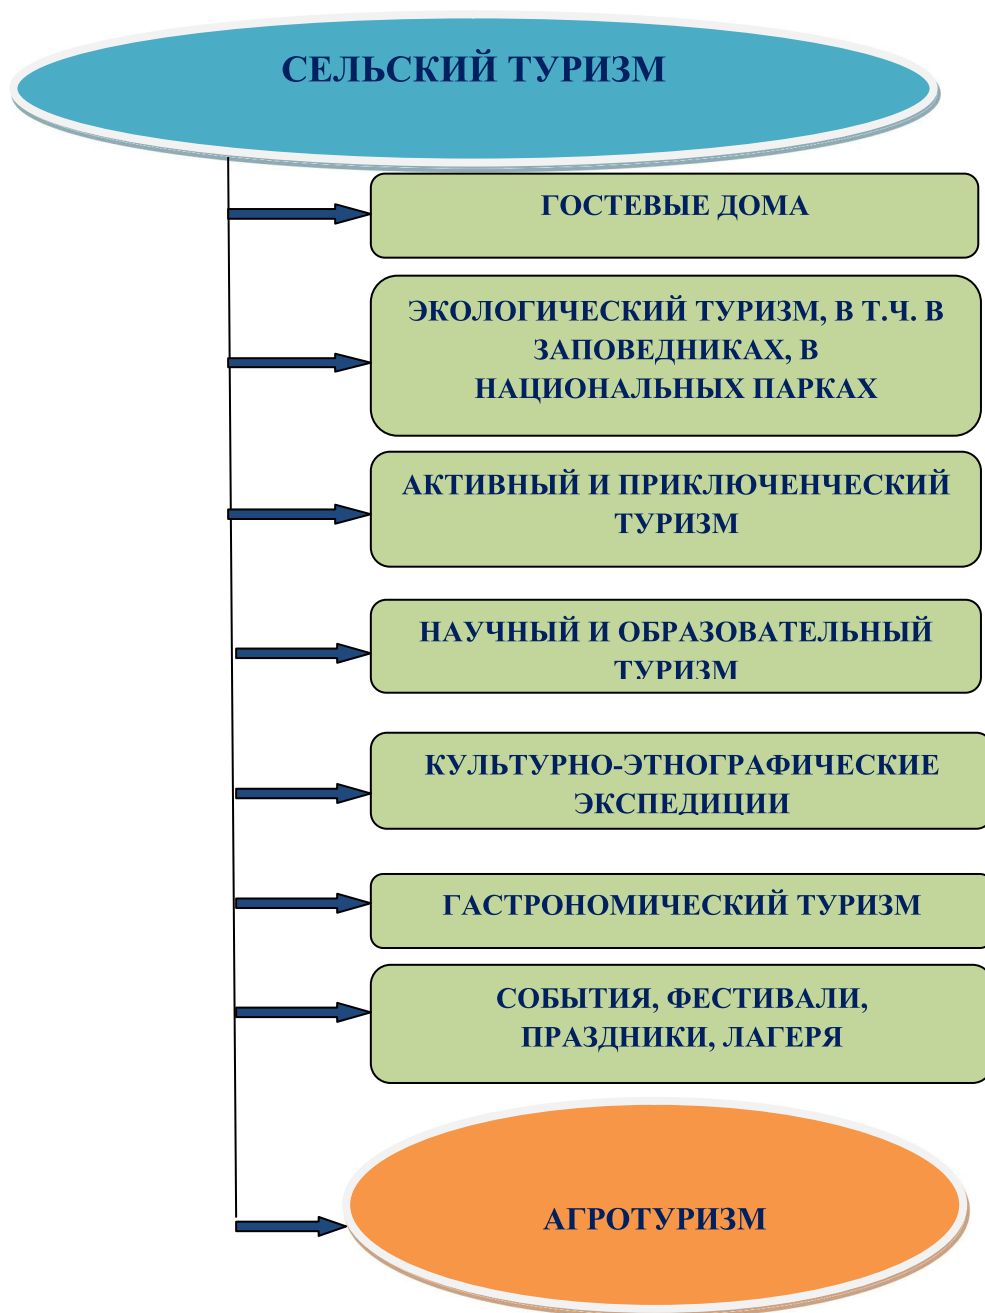 СЕЛЬСКИЙ ТУРИЗМ
ГОСТЕВЫЕ ДОМА
ЭКОЛОГИЧЕСКИЙ ТУРИЗМ, В Т.Ч. В
ЗАПОВЕДНИКАХ, В
НАЦИОНАЛЬНЫХ ПАРКАХ
АКТИВНЫЙ И ПРИКЛЮЧЕНЧЕСКИЙ
ТУРИЗМ
НАУЧНЫЙ И ОБРАЗОВАТЕЛЬНЫЙ
ТУРИЗМ
КУЛЬТУРНО-ЭТНОГРАФИЧЕСКИЕ
ЭКСПЕДИЦИИ
ГАСТРОНОМИЧЕСКИЙ ТУРИЗМ
СОБЫТИЯ, ФЕСТИВАЛИ,
ПРАЗДНИКИ, ЛАГЕРЯ
АГРОТУРИЗМ